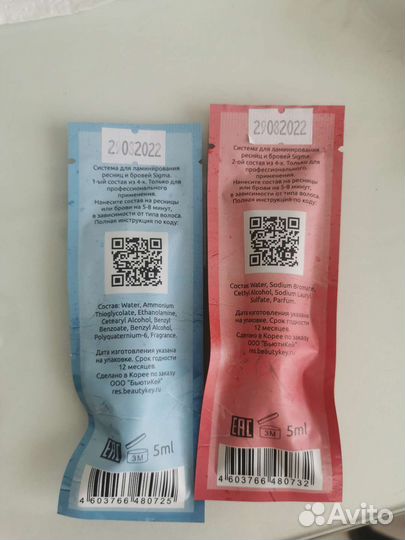 29082022
Система для ламинирования
ресниц и бровей Sigma.
1-ый состав из 4-х. Только для
профессионального
применения.
Нанесите состав на ресницы
или брови на 5-8 минут,
в зависимости от типа волоса.
Полная инструкция по коду:
Состав: Water, Ammonium
Thioglycolate, Ethanolamine,
Cetearyl Alcohol, Benzyl
Benzoate, Benzyl Alcohol,
Polyquaternium-6, Fragrance.
Дата изготовления указана
на упаковке. Срок годности
12 месяцев.
Сделано в Корее по заказу
ООО "БьютиКей"
res.beautykey.ru
EAC
3M
5ml
4 603766 480725
29082022
Система для ламинирования
ресниц и бровей Sigma.
2-ой состав из 4-х. Только для
профессионального
применения.
Нанесите состав на ресницы
или брови на 5-8 минут,
в зависимости от типа волоса.
Полная инструкция по коду:
Состав: Water, Sodium Bromate,
Cethyl Alcohol, Sodium Lauryl
Sulfate, Parfum.
Дата изготовления указана
на упаковке. Срок годности
12 месяцев.
Сделано в Корее по заказу
ООО "БьютиКей"
res.beautykey.ru
EAC
3M
5ml
4 603766 480732
Avito